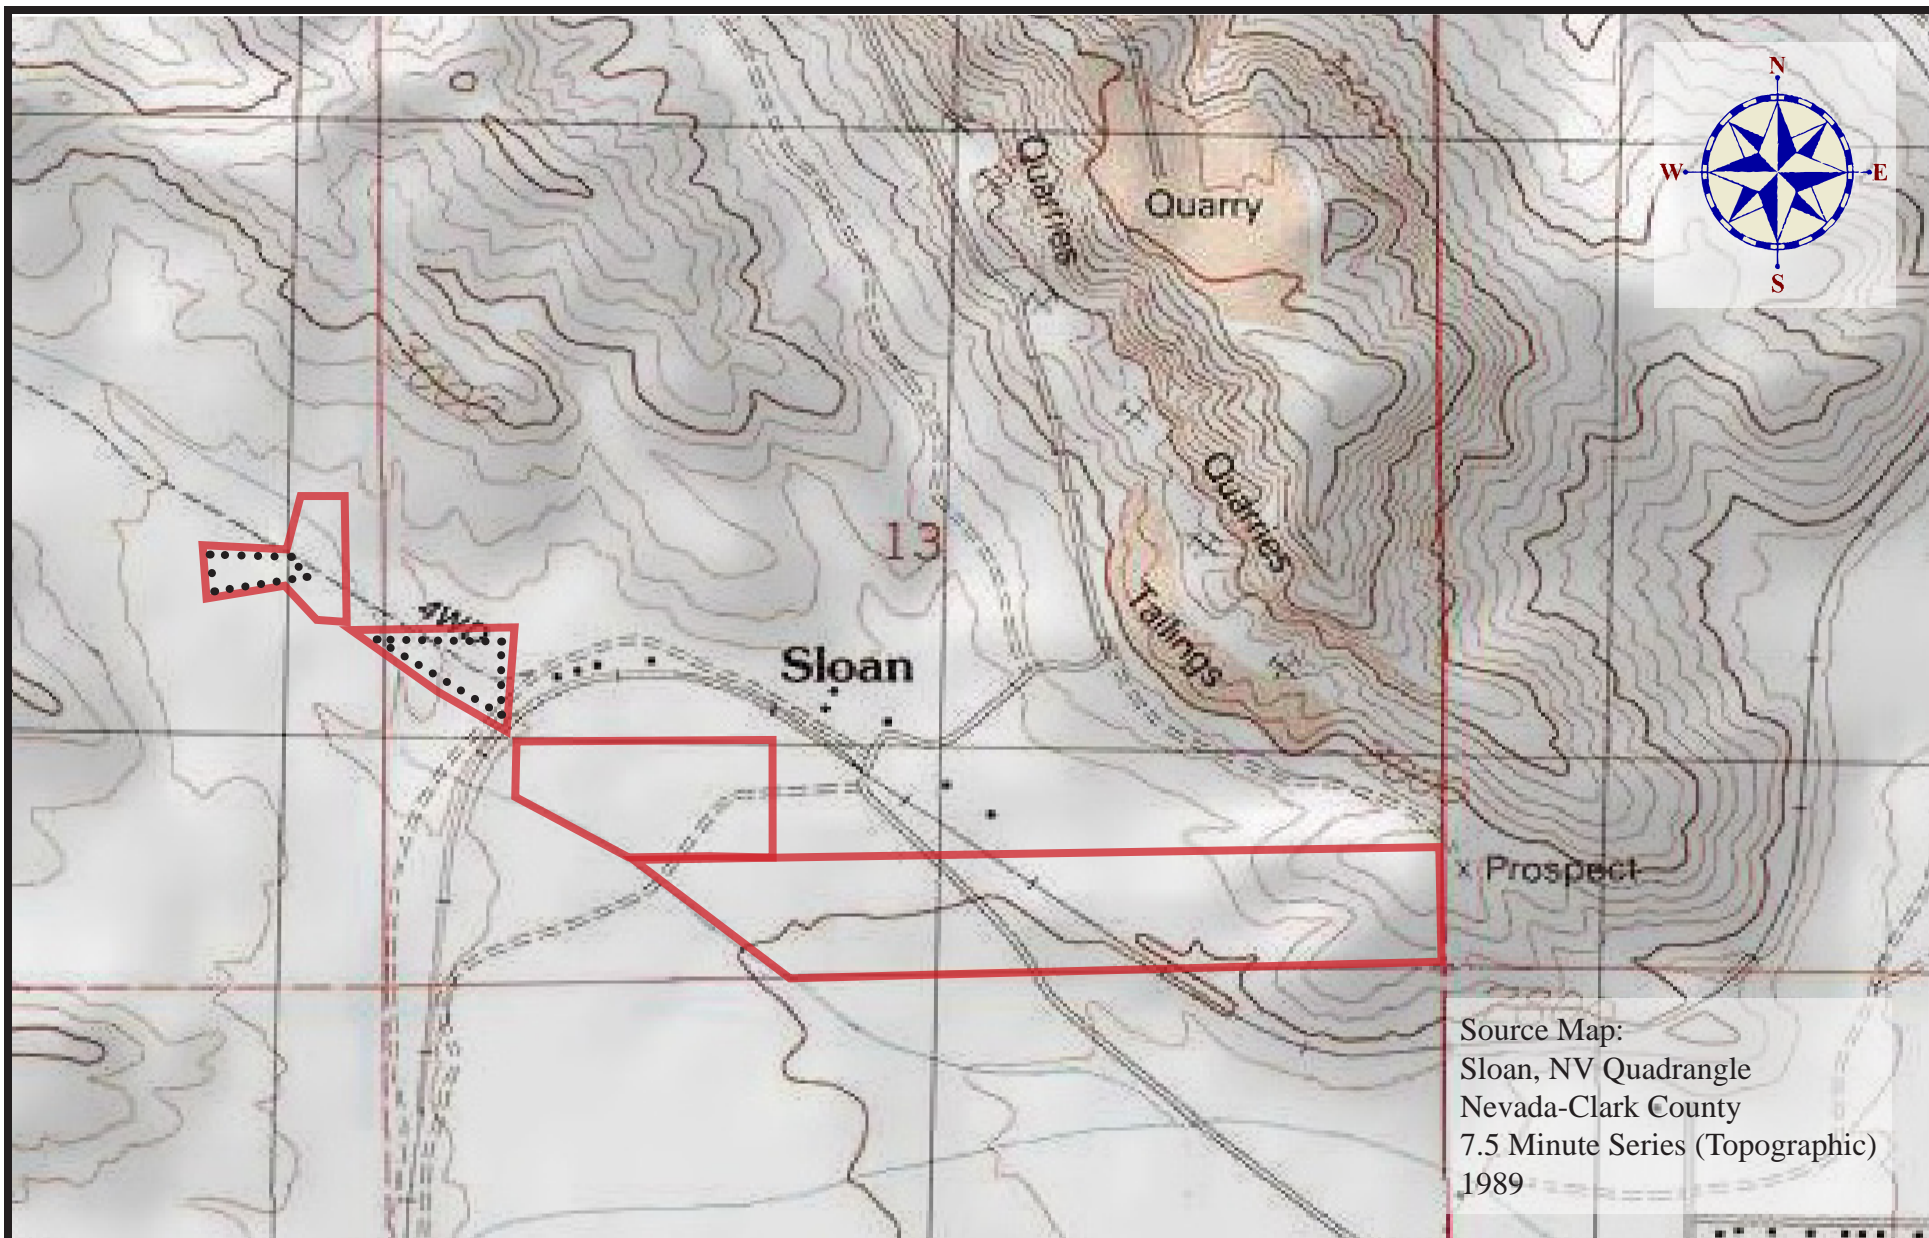 N
W
E
S
Quarries
Quarry
Quarries
13
4WD
Sloan
Tailings
Prospect
Source Map:
Sloan, NV Quadrangle
Nevada-Clark County
7.5 Minute Series (Topographic)
1989